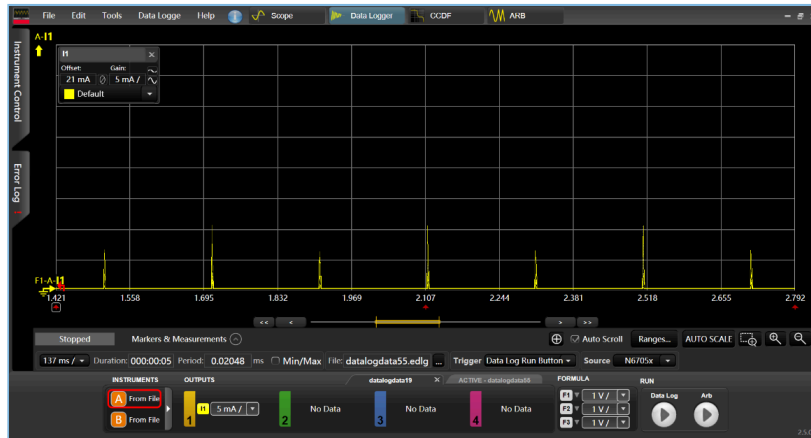 File Edit Tools Data Logge Help Scope Data Logger CCDF ARB
Instrument Control
Error Log
A-I1
I1
Offset: Gain:
21 mA 5 mA /
Default
F1-A-I1
1.421 1.558 1.695 1.832 1.969 2.107 2.244 2.381 2.518 2.655 2.792
<< < > >>
Stopped Markers & Measurements Auto Scroll Ranges... AUTO SCALE
137 ms / Duration: 000:00:05 Period: 0.02048 ms Min/Max File: datalogdata55.edlg ... Trigger Data Log Run Button Source N6705x
INSTRUMENTS OUTPUTS datalogdata19 X ACTIVE - datalogdata55 FORMULA RUN
A From File
B From File
1 I1 5 mA /
2 No Data
3 No Data
4 No Data
F1 1 V /
F2 1 V /
F3 1 V /
Data Log Arb